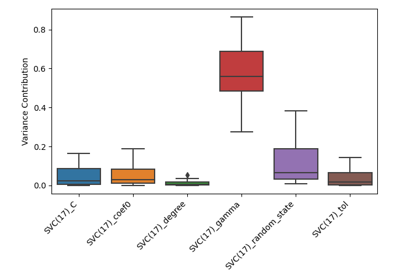 0.8
0.6
0.4
0.2
0.0
Variance Contribution
SVC(17)_C
SVC(17)_coef0
SVC(17)_degree
SVC(17)_gamma
SVC(17)_random_state
SVC(17)_tol